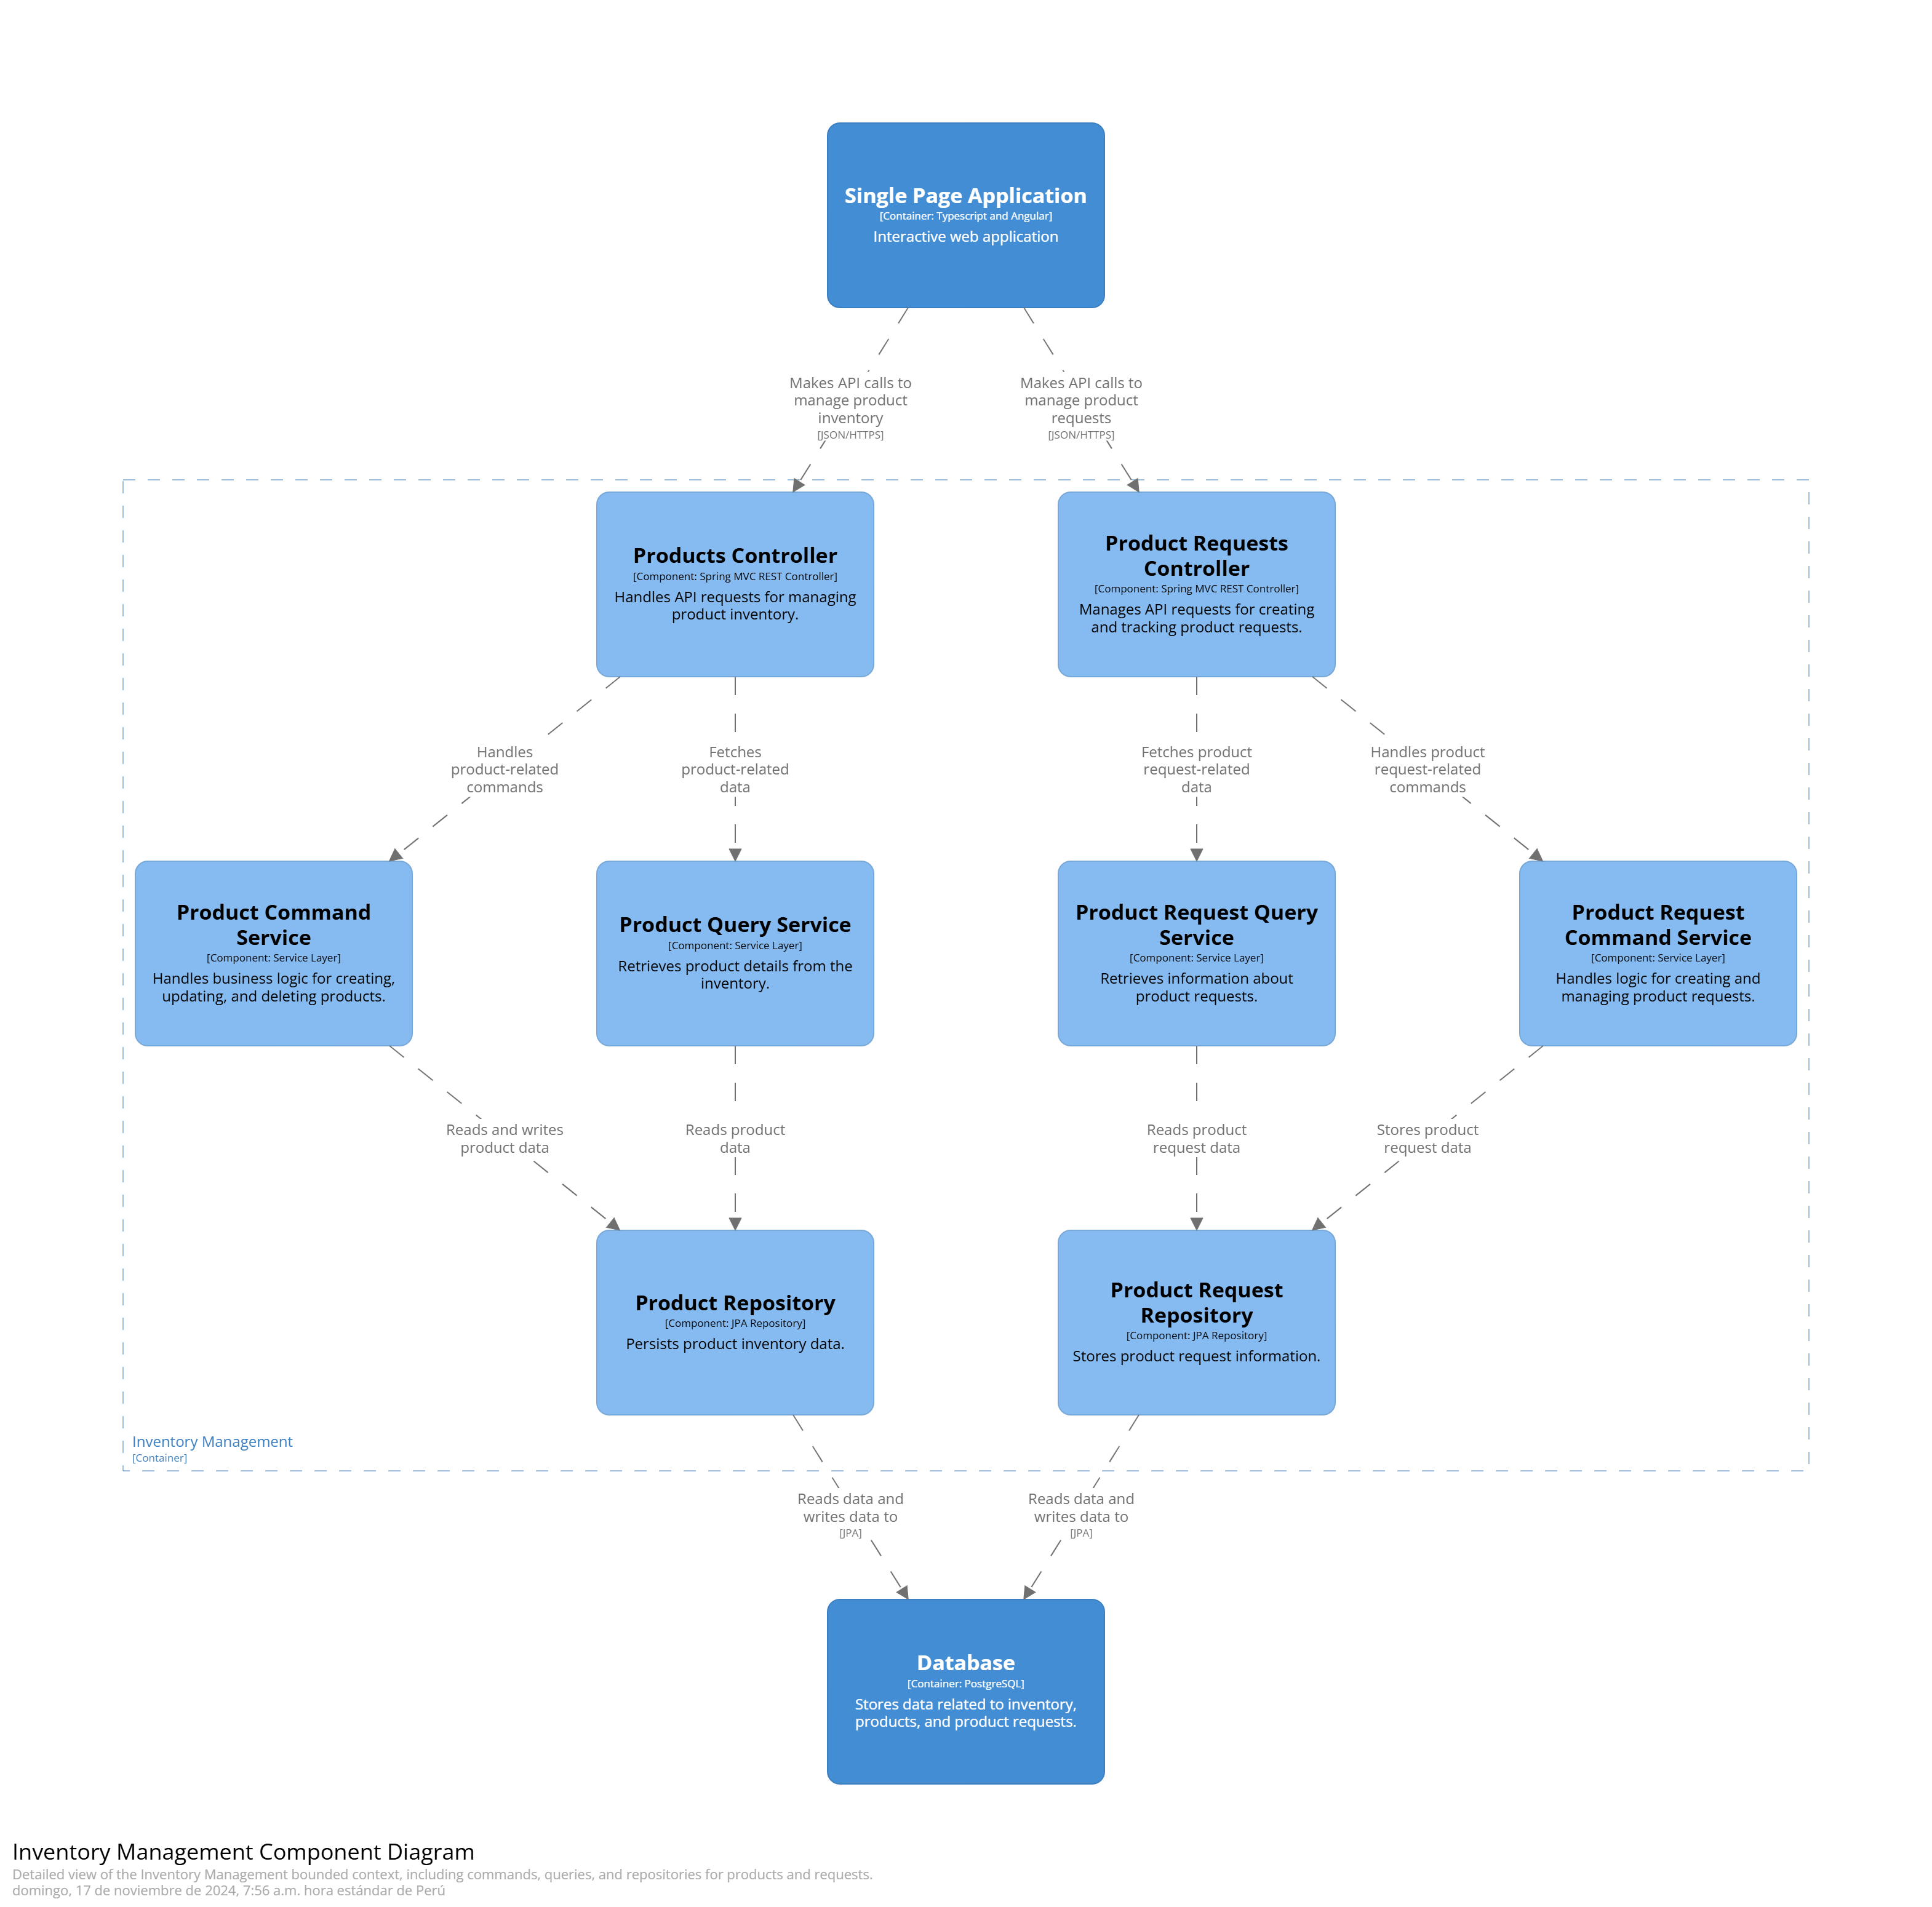 Single Page Application
[Container: Typescript and Angular]
Interactive web application
Makes API calls to
manage product
inventory
[JSON/HTTPS]
Makes API calls to
manage product
requests
[JSON/HTTPS]
Products Controller
[Component: Spring MVC REST Controller]
Handles API requests for managing
product inventory.
Product Requests
Controller
[Component: Spring MVC REST Controller]
Manages API requests for creating
and tracking product requests.
Handles
product-related
commands
Fetches
product-related
data
Fetches product
request-related
data
Handles product
request-related
commands
Product Command
Service
[Component: Service Layer]
Handles business logic for creating,
updating, and deleting products.
Product Query Service
[Component: Service Layer]
Retrieves product details from the
inventory.
Product Request Query
Service
[Component: Service Layer]
Retrieves information about
product requests.
Product Request
Command Service
[Component: Service Layer]
Handles logic for creating and
managing product requests.
Reads and writes
product data
Reads product
data
Reads product
request data
Stores product
request data
Product Repository
[Component: JPA Repository]
Persists product inventory data.
Product Request
Repository
[Component: JPA Repository]
Stores product request information.
Inventory Management
[Container]
Reads data and
writes data to
[JPA]
Reads data and
writes data to
[JPA]
Database
[Container: PostgreSQL]
Stores data related to inventory,
products, and product requests.
Inventory Management Component Diagram
Detailed view of the Inventory Management bounded context, including commands, queries, and repositories for products and requests.
domingo, 17 de noviembre de 2024, 7:56 a.m. hora estándar de Perú